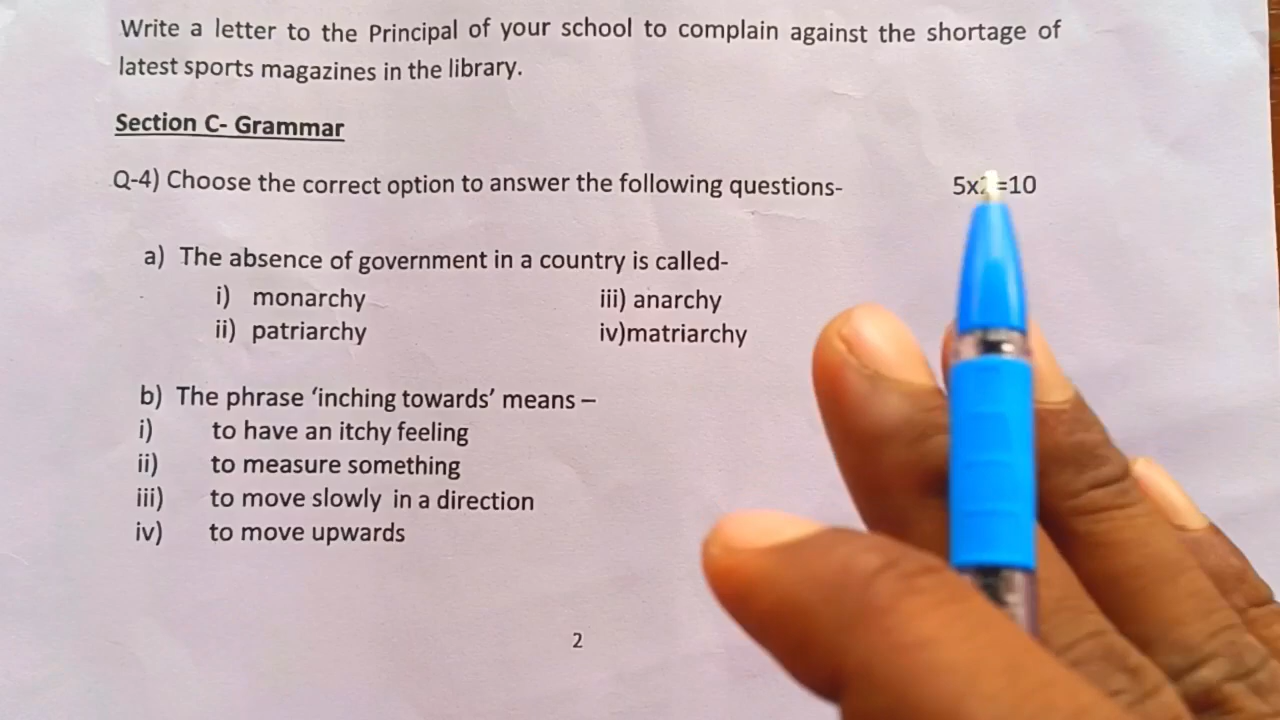 Write a letter to the Principal of your school to complain against the shortage of
latest sports magazines in the library.
Section C- Grammar
Q-4) Choose the correct option to answer the following questions- 5x2=10
a) The absence of government in a country is called-
i) monarchy iii) anarchy
ii) patriarchy iv)matriarchy
b) The phrase ‘inching towards’ means –
i) to have an itchy feeling
ii) to measure something
iii) to move slowly in a direction
iv) to move upwards
2